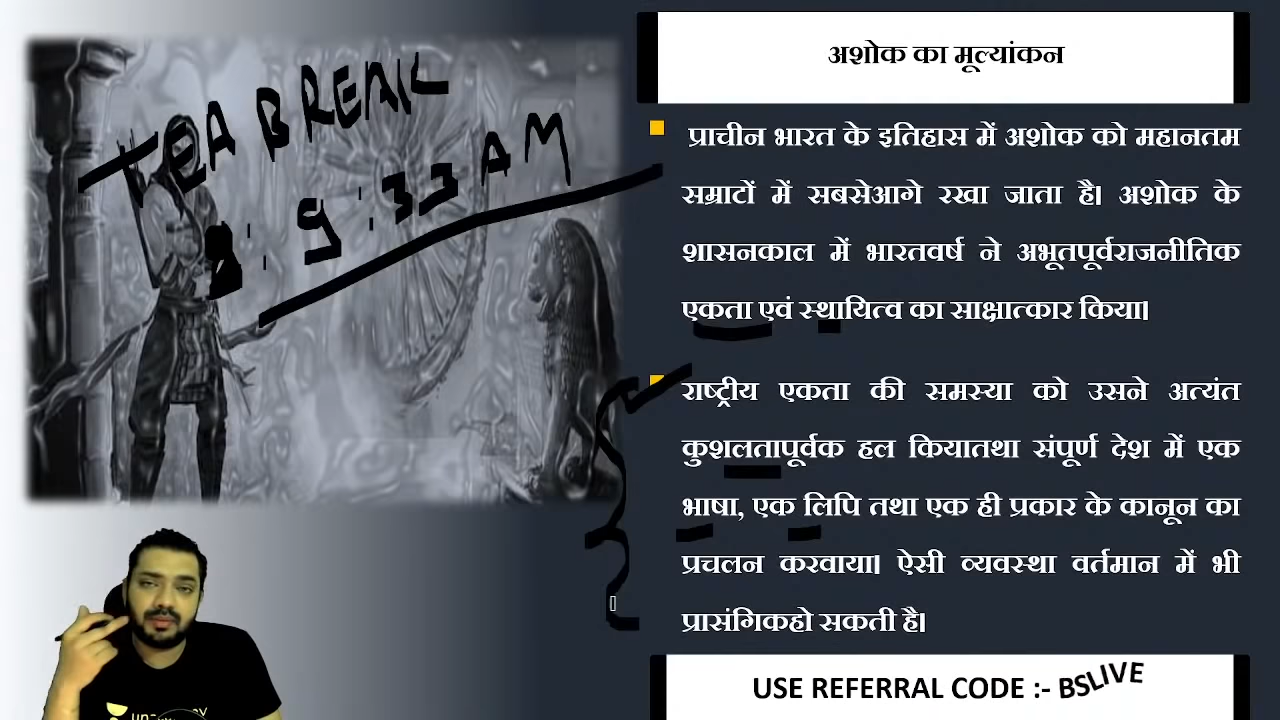 अशोक का मूल्यांकन
TEA BREAK
: 9:33 AM
प्राचीन भारत के इतिहास में अशोक को महानतम
सम्राटों में सबसेआगे रखा जाता है। अशोक के
शासनकाल में भारतवर्ष ने अभूतपूर्वराजनीतिक
एकता एवं स्थायित्व का साक्षात्कार किया।
राष्ट्रीय एकता की समस्या को उसने अत्यंत
कुशलतापूर्वक हल कियातथा संपूर्ण देश में एक
भाषा, एक लिपि तथा एक ही प्रकार के कानून का
प्रचलन करवाया। ऐसी व्यवस्था वर्तमान में भी
प्रासंगिकहो सकती है।
USE REFERRAL CODE :- BSLIVE